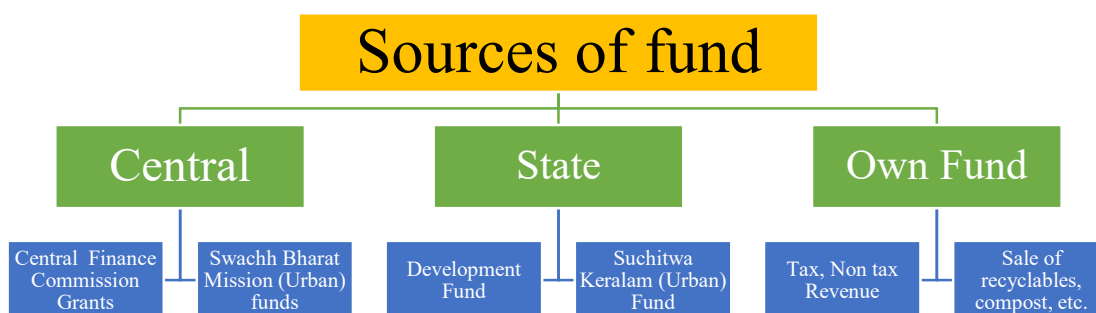 Sources of fund
Central
State
Own Fund
Central Finance
Commission
Grants
Swachh Bharat
Mission (Urban)
funds
Development
Fund
Suchitwa
Keralam (Urban)
Fund
Tax, Non tax
Revenue
Sale of
recyclables,
compost, etc.